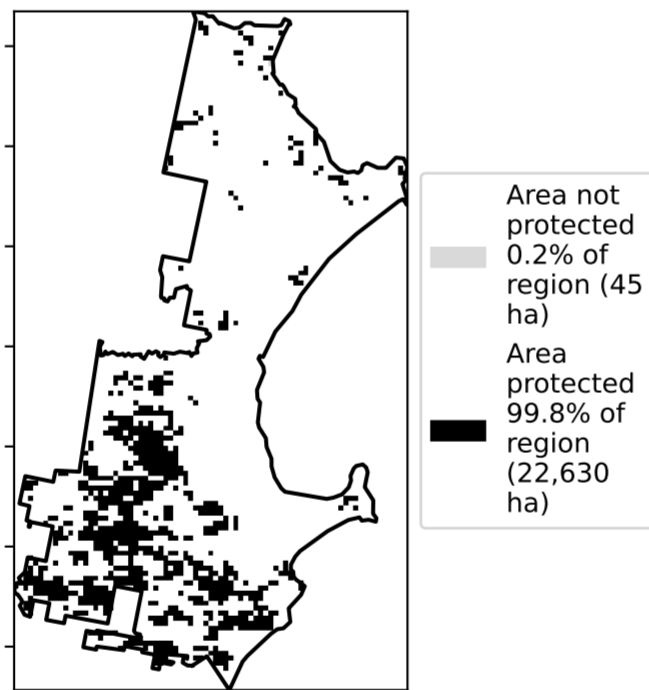 Area not
protected
0.2% of
region (45
ha)
Area
protected
99.8% of
region
(22,630
ha)